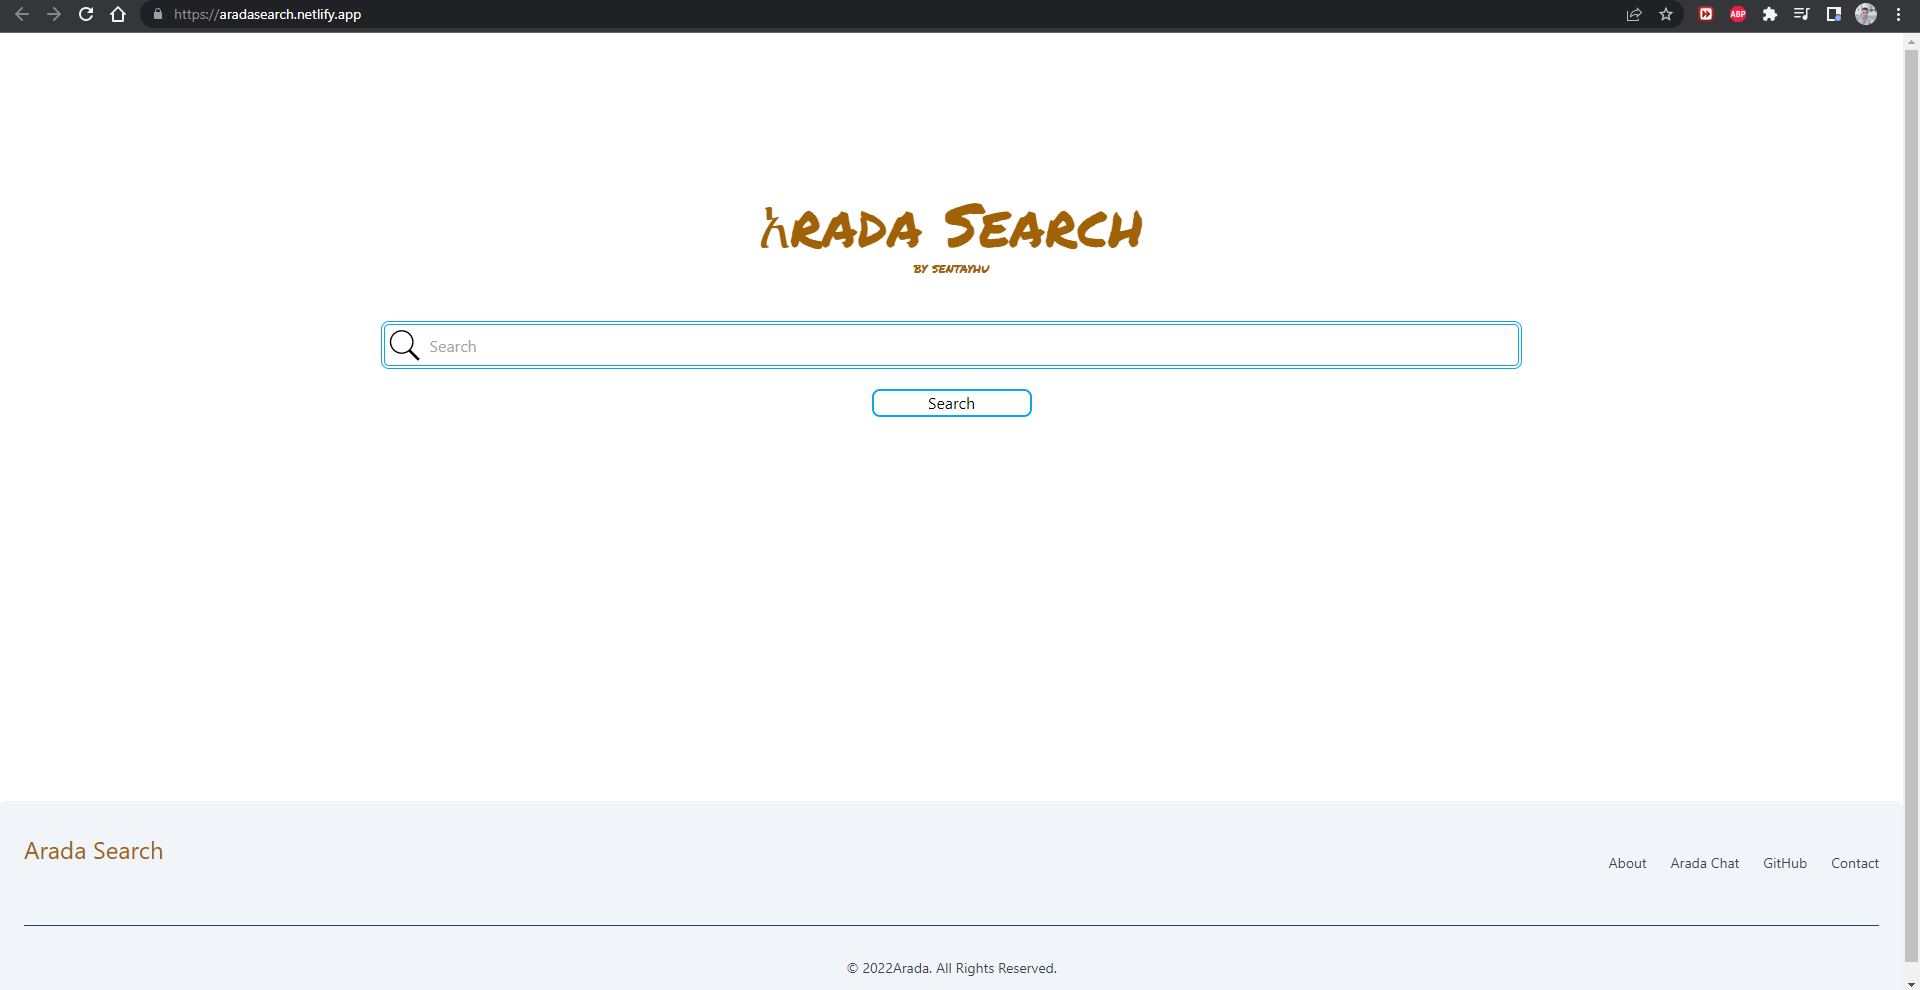 https://aradasearch.netlify.app
ABP
አrada Search
by Sentayhu
Search
Search
Arada Search
About Arada Chat GitHub Contact
© 2022Arada. All Rights Reserved.